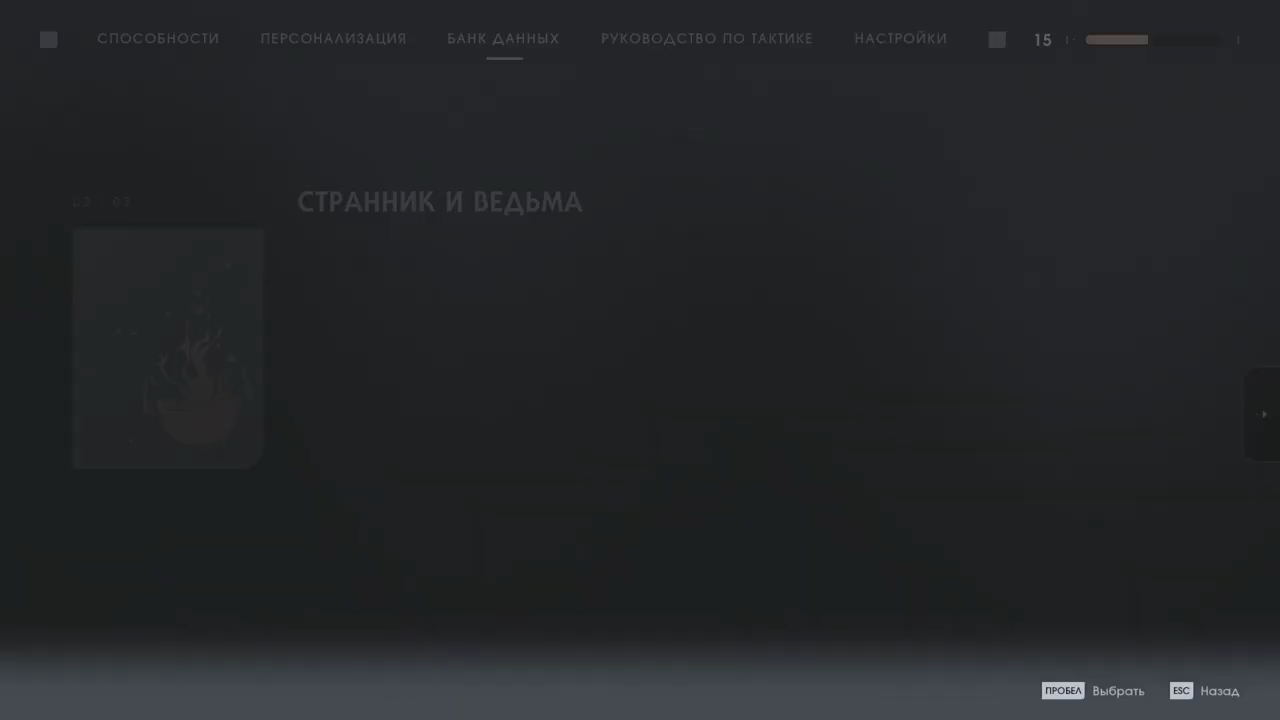 СПОСОБНОСТИ ПЕРСОНАЛИЗАЦИЯ БАНК ДАННЫХ РУКОВОДСТВО ПО ТАКТИКЕ НАСТРОЙКИ 15
СТРАННИК И ВЕДЬМА
ПРОБЕЛ Выбрать ESC Назад